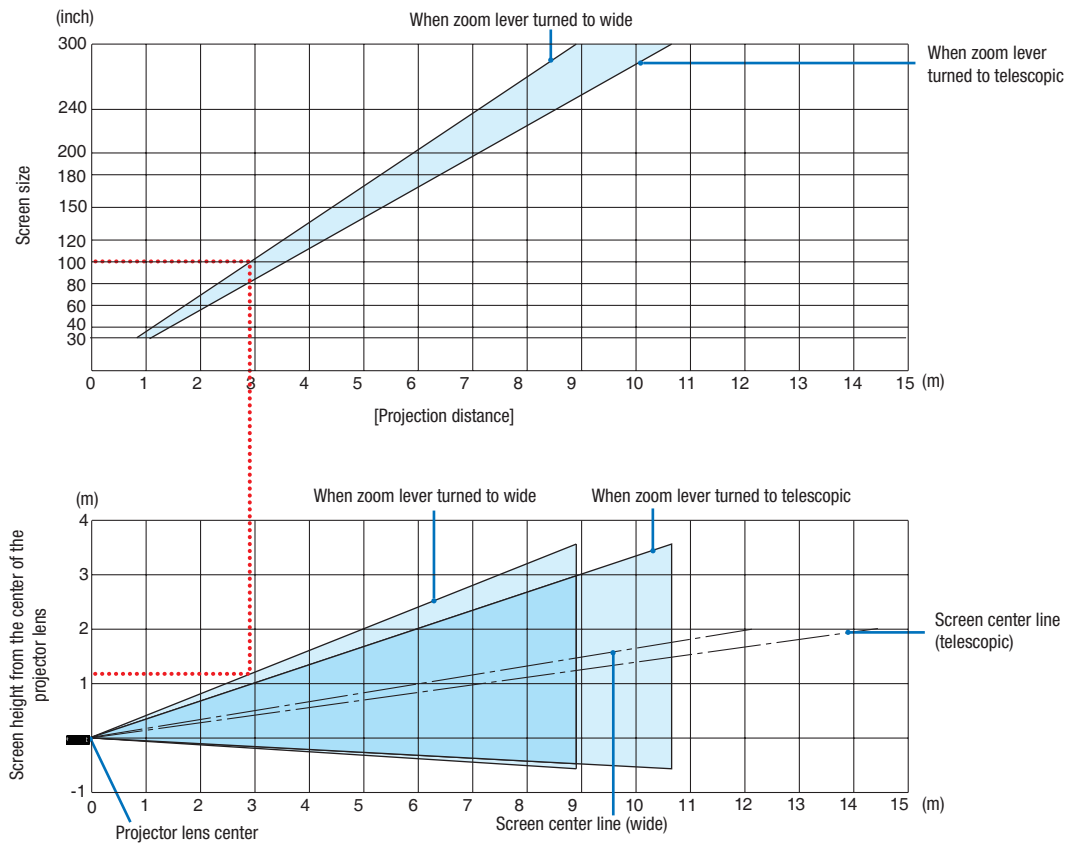 (inch)
When zoom lever turned to wide
When zoom lever
turned to telescopic
Screen size
300
240
200
180
150
120
100
80
60
40
30
0 1 2 3 4 5 6 7 8 9 10 11 12 13 14 15 (m)
[Projection distance]
(m)
When zoom lever turned to wide
When zoom lever turned to telescopic
Screen height from the center of the
projector lens
4
3
2
1
0
-1
Screen center line
(telescopic)
0 1 2 3 4 5 6 7 8 9 10 11 12 13 14 15 (m)
Projector lens center
Screen center line (wide)